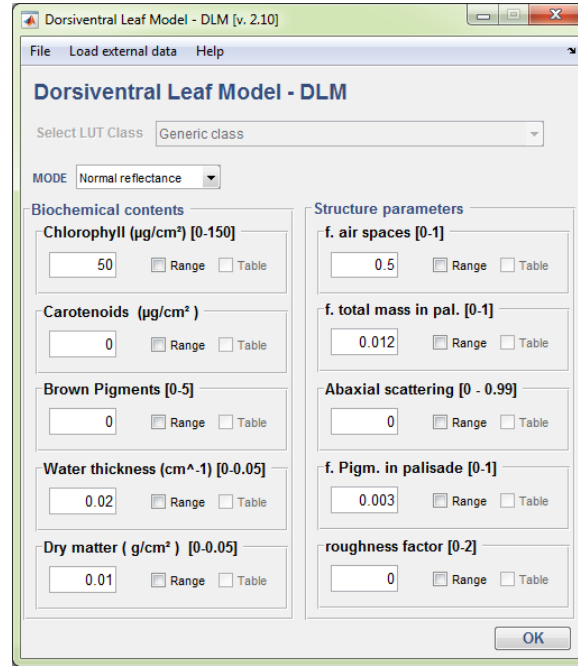 Dorsiventral Leaf Model - DLM [v. 2.10]
File Load external data Help
Dorsiventral Leaf Model - DLM
Select LUT Class Generic class
MODE Normal reflectance
Biochemical contents
Chlorophyll (µg/cm²) [0-150]
50 Range Table
Carotenoids (µg/cm² )
0 Range Table
Brown Pigments [0-5]
0 Range Table
Water thickness (cm^-1) [0-0.05]
0.02 Range Table
Dry matter ( g/cm² ) [0-0.05]
0.01 Range Table
Structure parameters
f. air spaces [0-1]
0.5 Range Table
f. total mass in pal. [0-1]
0.012 Range Table
Abaxial scattering [0 - 0.99]
0 Range Table
f. Pigm. in palisade [0-1]
0.003 Range Table
roughness factor [0-2]
0 Range Table
OK